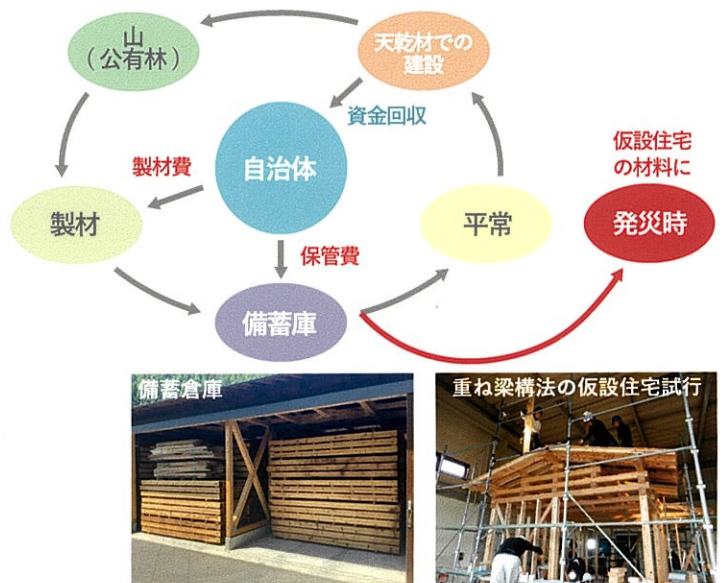 山
（公有林）
天乾材での
建設
資金回収
仮設住宅
の材料に
製材費
自治体
製材
平常
発災時
保管費
備蓄庫
備蓄倉庫
重ね梁構法の仮設住宅試行